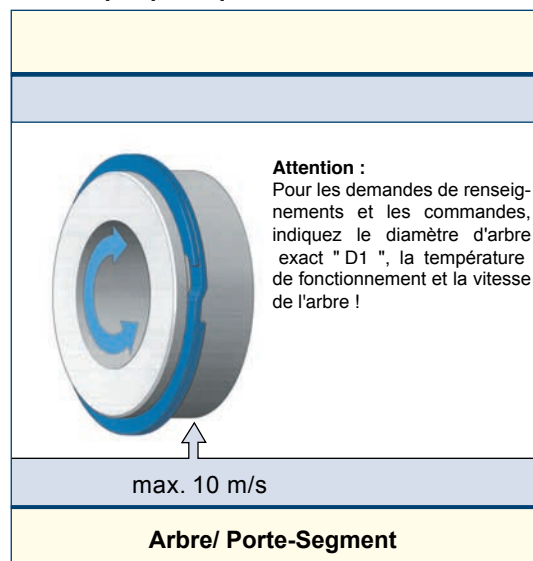 Attention :
Pour les demandes de renseig-
nements et les commandes,
indiquez le diamètre d'arbre
exact " D1 ", la température
de fonctionnement et la vitesse
de l'arbre !
max. 10 m/s
Arbre/ Porte-Segment